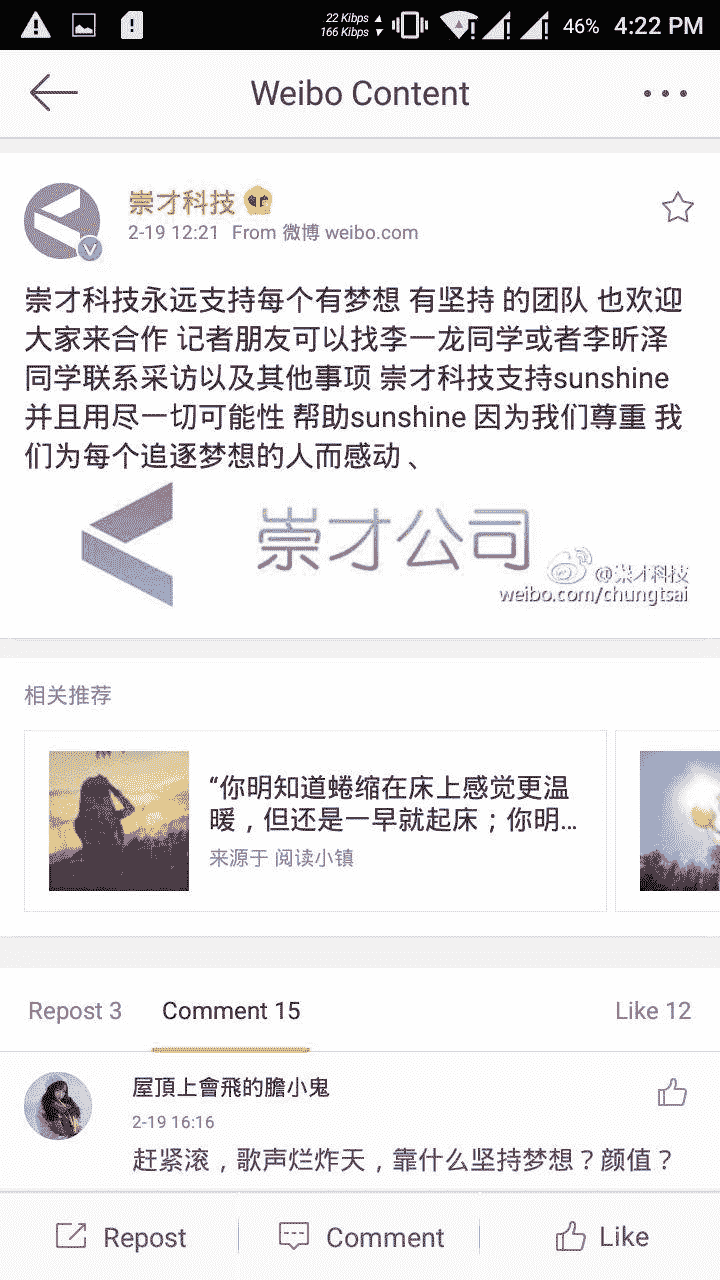 22 Kibps
166 Kibps
46% 4:22 PM
Weibo Content
崇才科技
2-19 12:21 From 微博 weibo.com
崇才科技永远支持每个有梦想 有坚持 的团队 也欢迎
大家来合作 记者朋友可以找李一龙同学或者李昕泽
同学联系采访以及其他事项 崇才科技支持sunshine
并且用尽一切可能性 帮助sunshine 因为我们尊重 我
们为每个追逐梦想的人而感动 、
崇才公司
@崇才科技
weibo.com/chungtsai
相关推荐
“你明知道蜷缩在床上感觉更温
暖，但还是一早就起床；你明...
来源于 阅读小镇
Repost 3 Comment 15 Like 12
屋頂上會飛的膽小鬼
2-19 16:16
赶紧滚，歌声烂炸天，靠什么坚持梦想？颜值？
Repost Comment Like